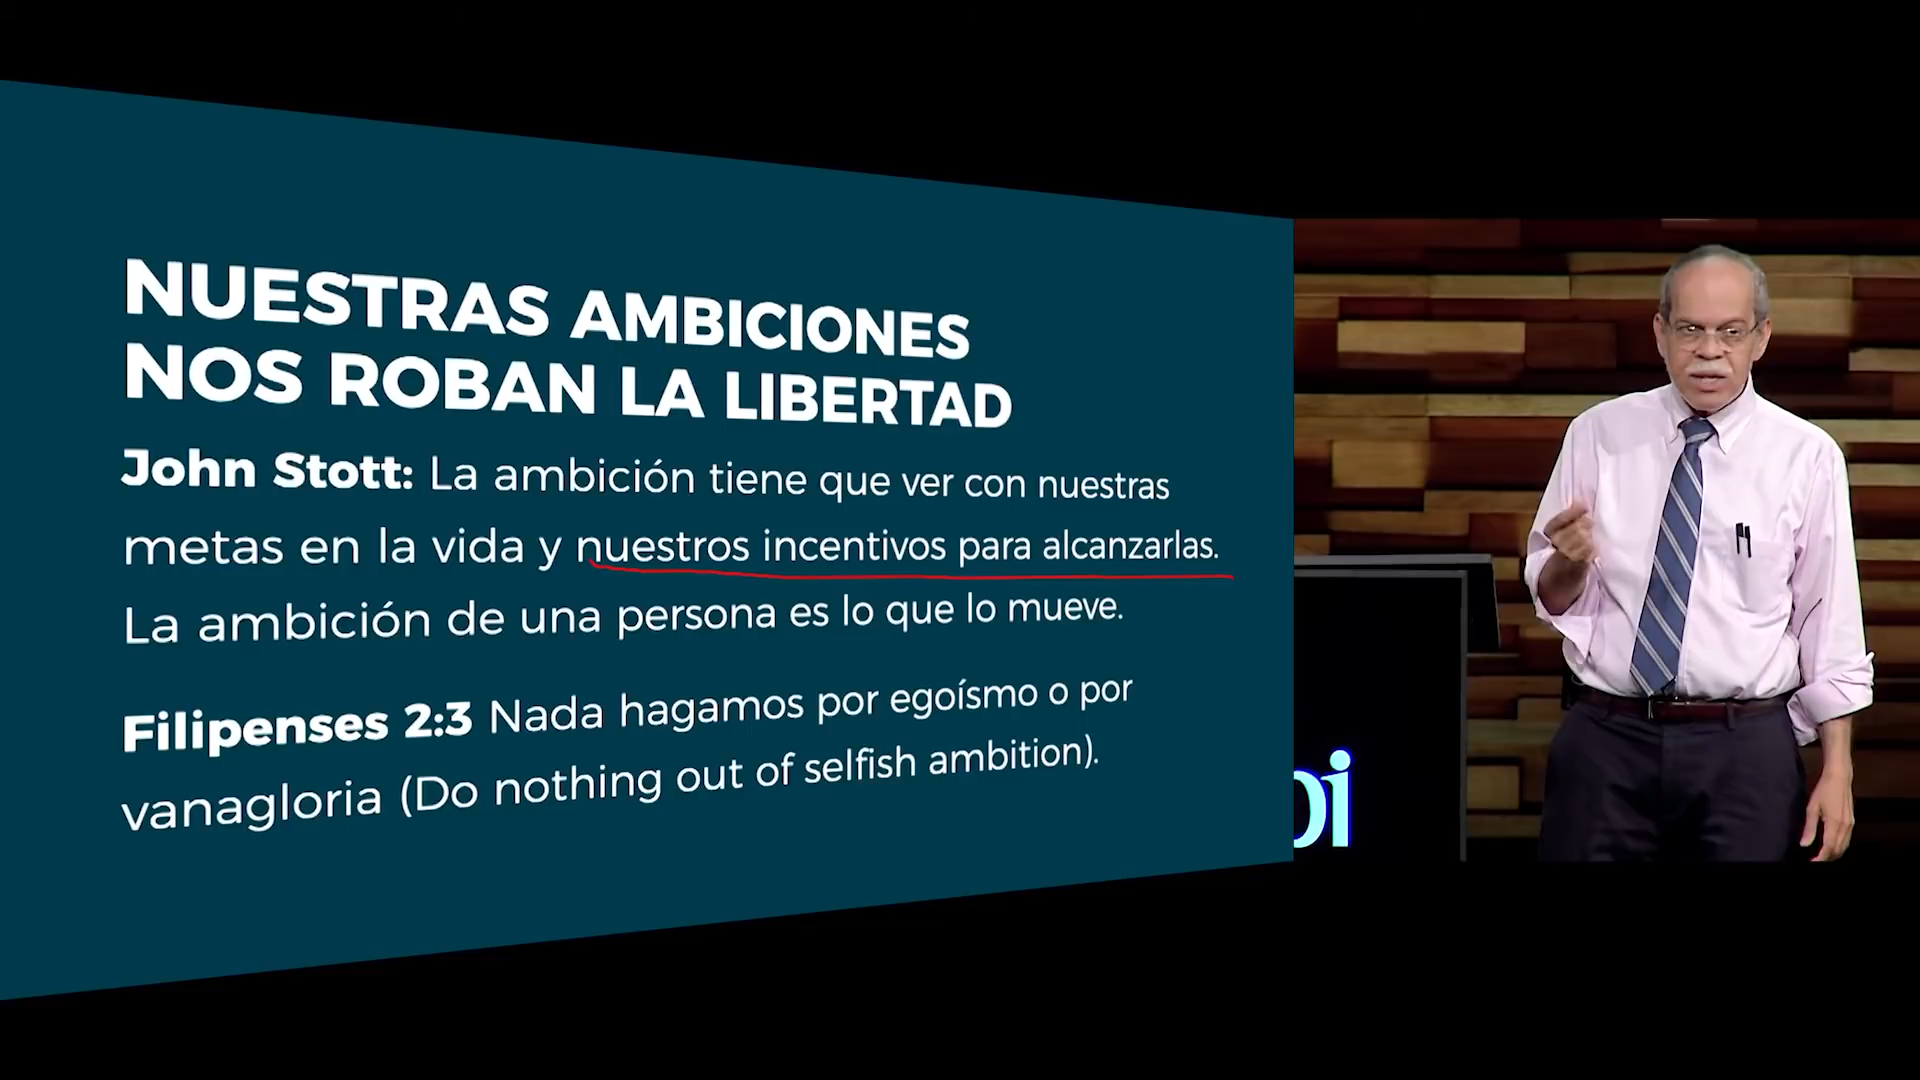 NUESTRAS AMBICIONES
NOS ROBAN LA LIBERTAD
John Stott: La ambición tiene que ver con nuestras
metas en la vida y nuestros incentivos para alcanzarlas.
La ambición de una persona es lo que lo mueve.
Filipenses 2:3 Nada hagamos por egoísmo o por
vanagloria (Do nothing out of selfish ambition).